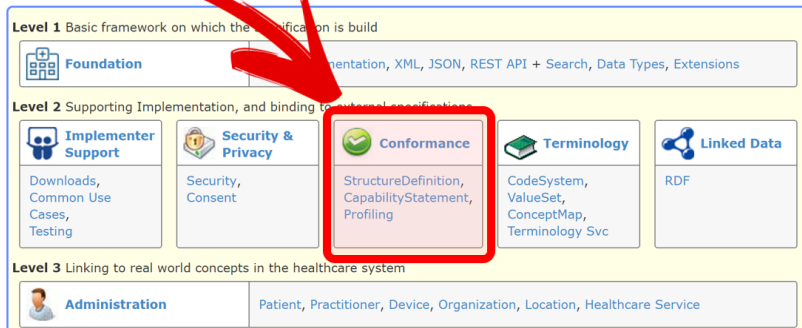 Level 1 Basic framework on which the specification is build
Foundation
mentation, XML, JSON, REST API + Search, Data Types, Extensions
Level 2 Supporting Implementation, and binding to external specifications
Implementer
Support
Security &
Privacy
Conformance
Terminology
Linked Data
Downloads,
Common Use
Cases,
Testing
Security,
Consent
StructureDefinition,
CapabilityStatement,
Profiling
CodeSystem,
ValueSet,
ConceptMap,
Terminology Svc
RDF
Level 3 Linking to real world concepts in the healthcare system
Administration
Patient, Practitioner, Device, Organization, Location, Healthcare Service